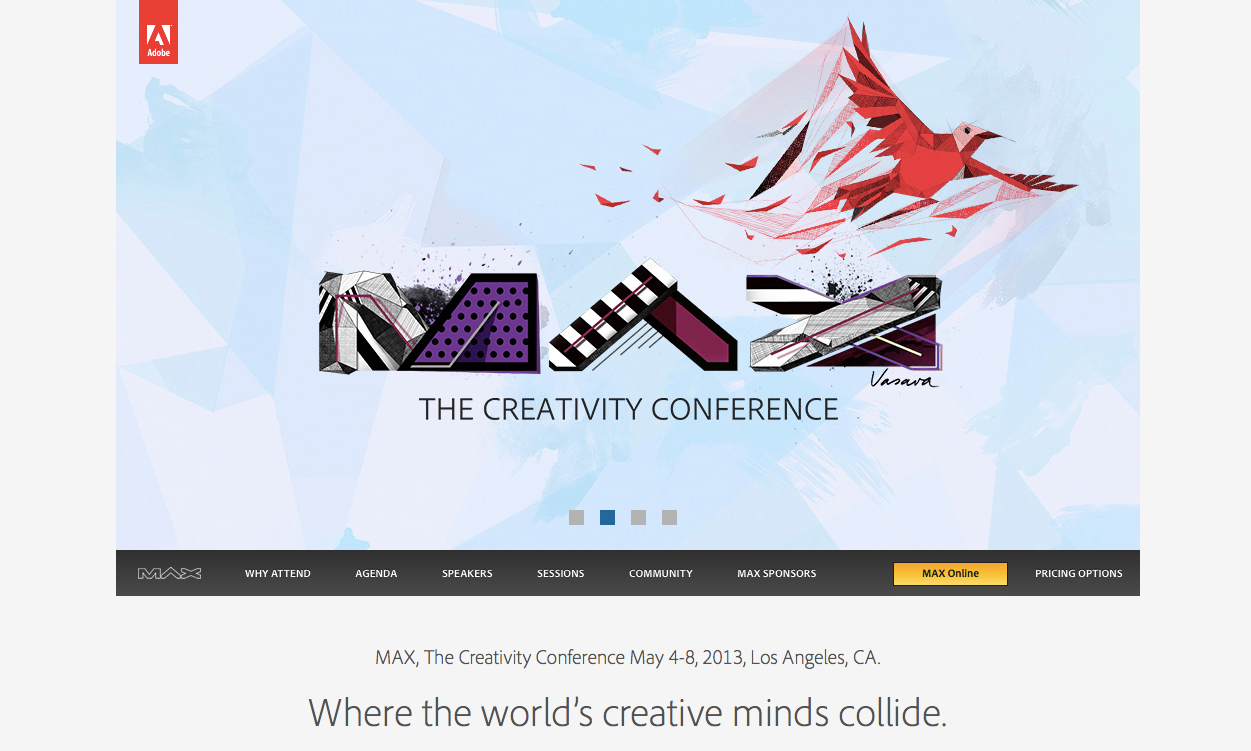 Adobe
MAX
Vasava
THE CREATIVITY CONFERENCE
MAX WHY ATTEND AGENDA SPEAKERS SESSIONS COMMUNITY MAX SPONSORS MAX Online PRICING OPTIONS
MAX, The Creativity Conference May 4-8, 2013, Los Angeles, CA.
Where the world's creative minds collide.